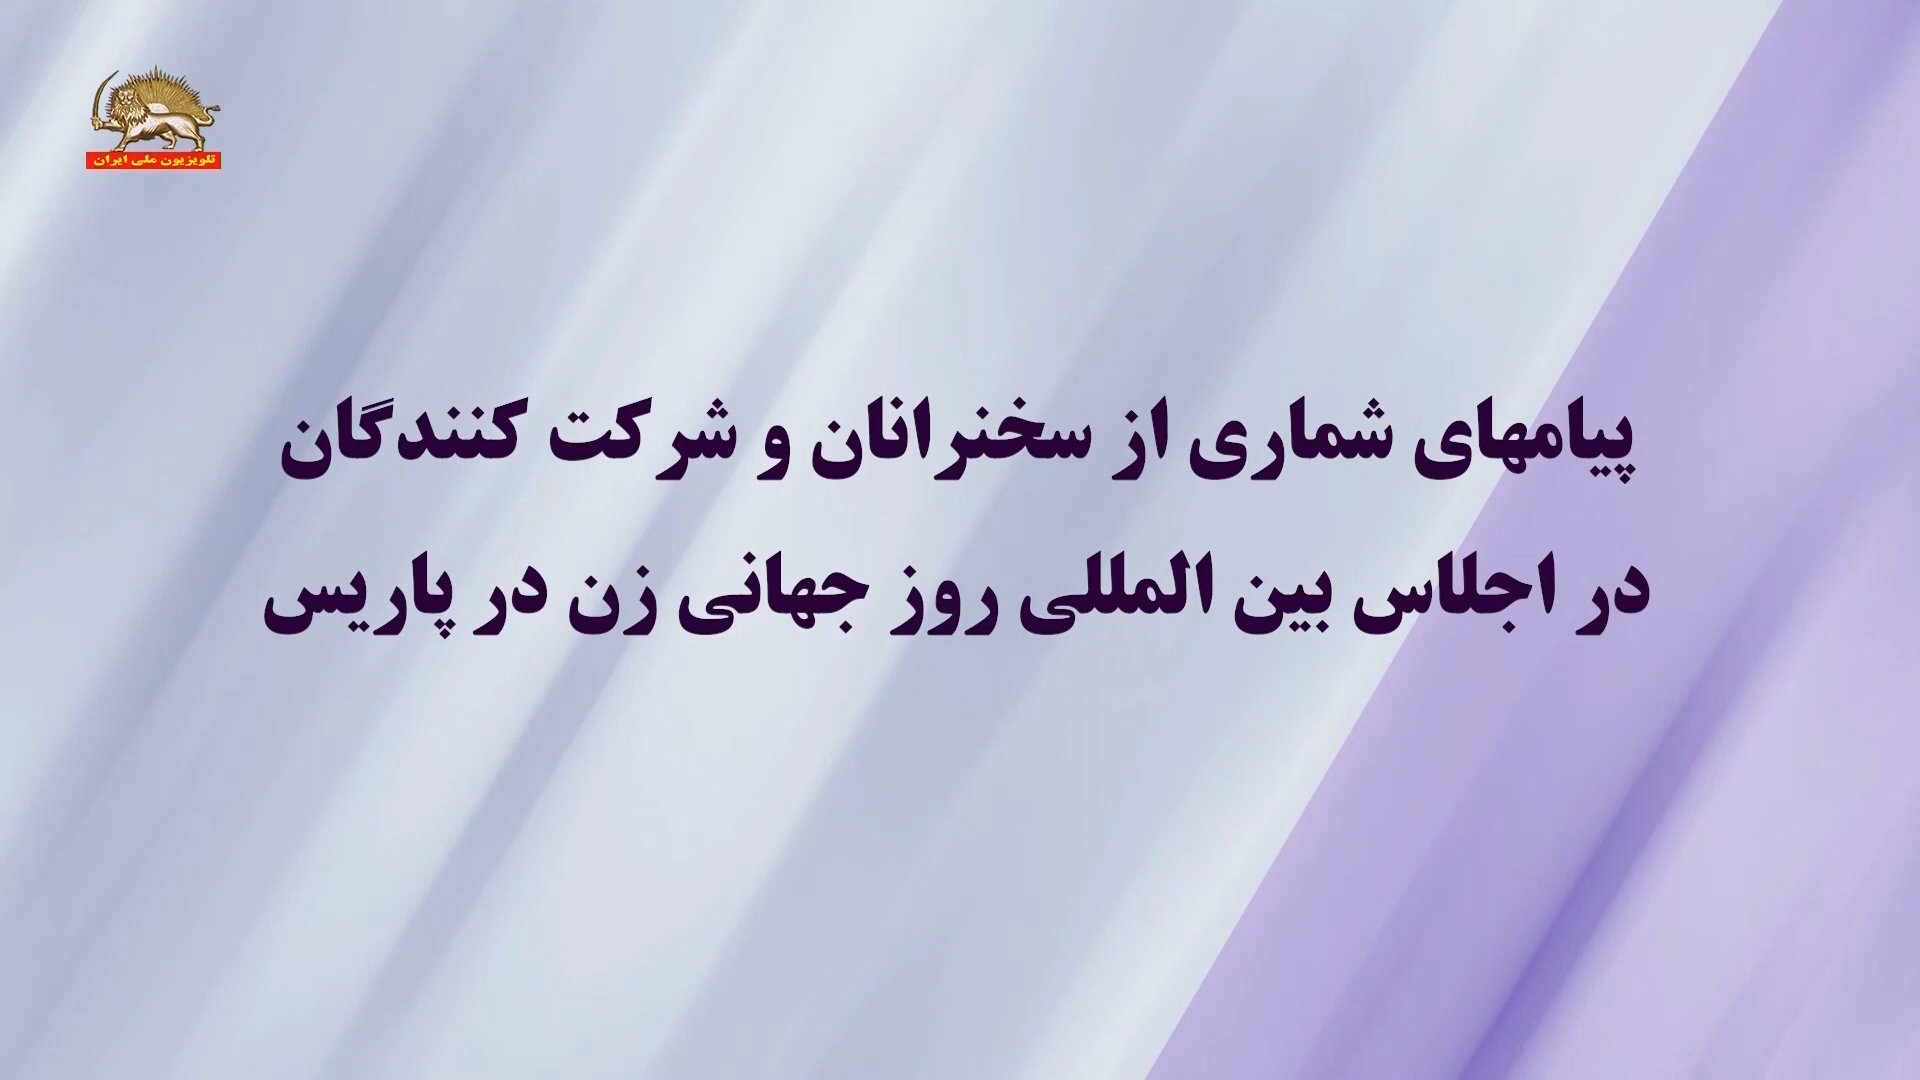 تلویزیون ملی ایران
پیامهای شماری از سخنرانان و شرکت کنندگان
در اجلاس بین المللی روز جهانی زن در پاریس